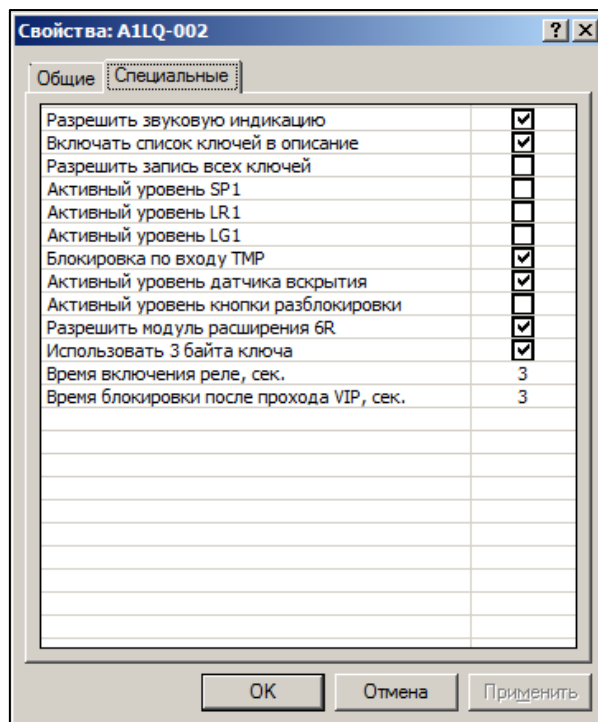 Свойства: A1LQ-002
Общие
Специальные
Разрешить звуковую индикацию
Включать список ключей в описание
Разрешить запись всех ключей
Активный уровень SP1
Активный уровень LR1
Активный уровень LG1
Блокировка по входу TMP
Активный уровень датчика вскрытия
Активный уровень кнопки разблокировки
Разрешить модуль расширения 6R
Использовать 3 байта ключа
Время включения реле, сек. 3
Время блокировки после прохода VIP, сек. 3
OK
Отмена
Применить